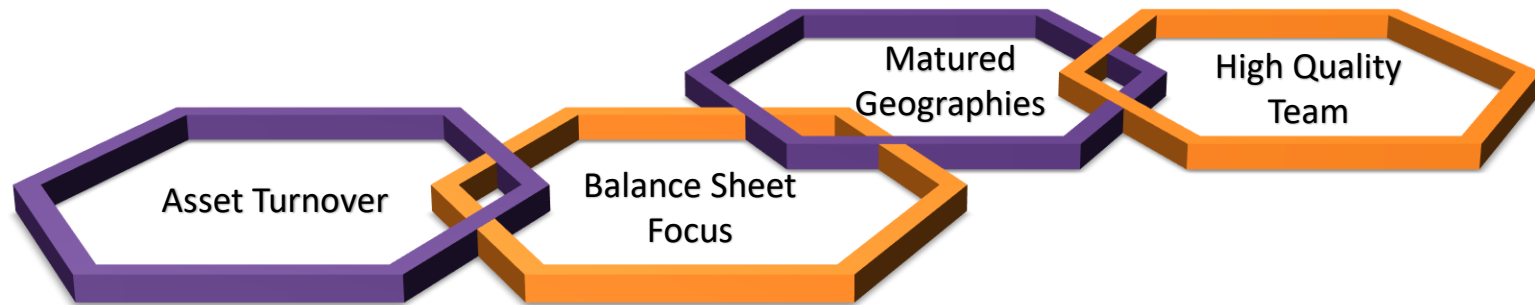 Asset Turnover
Balance Sheet
Focus
Matured
Geographies
High Quality
Team